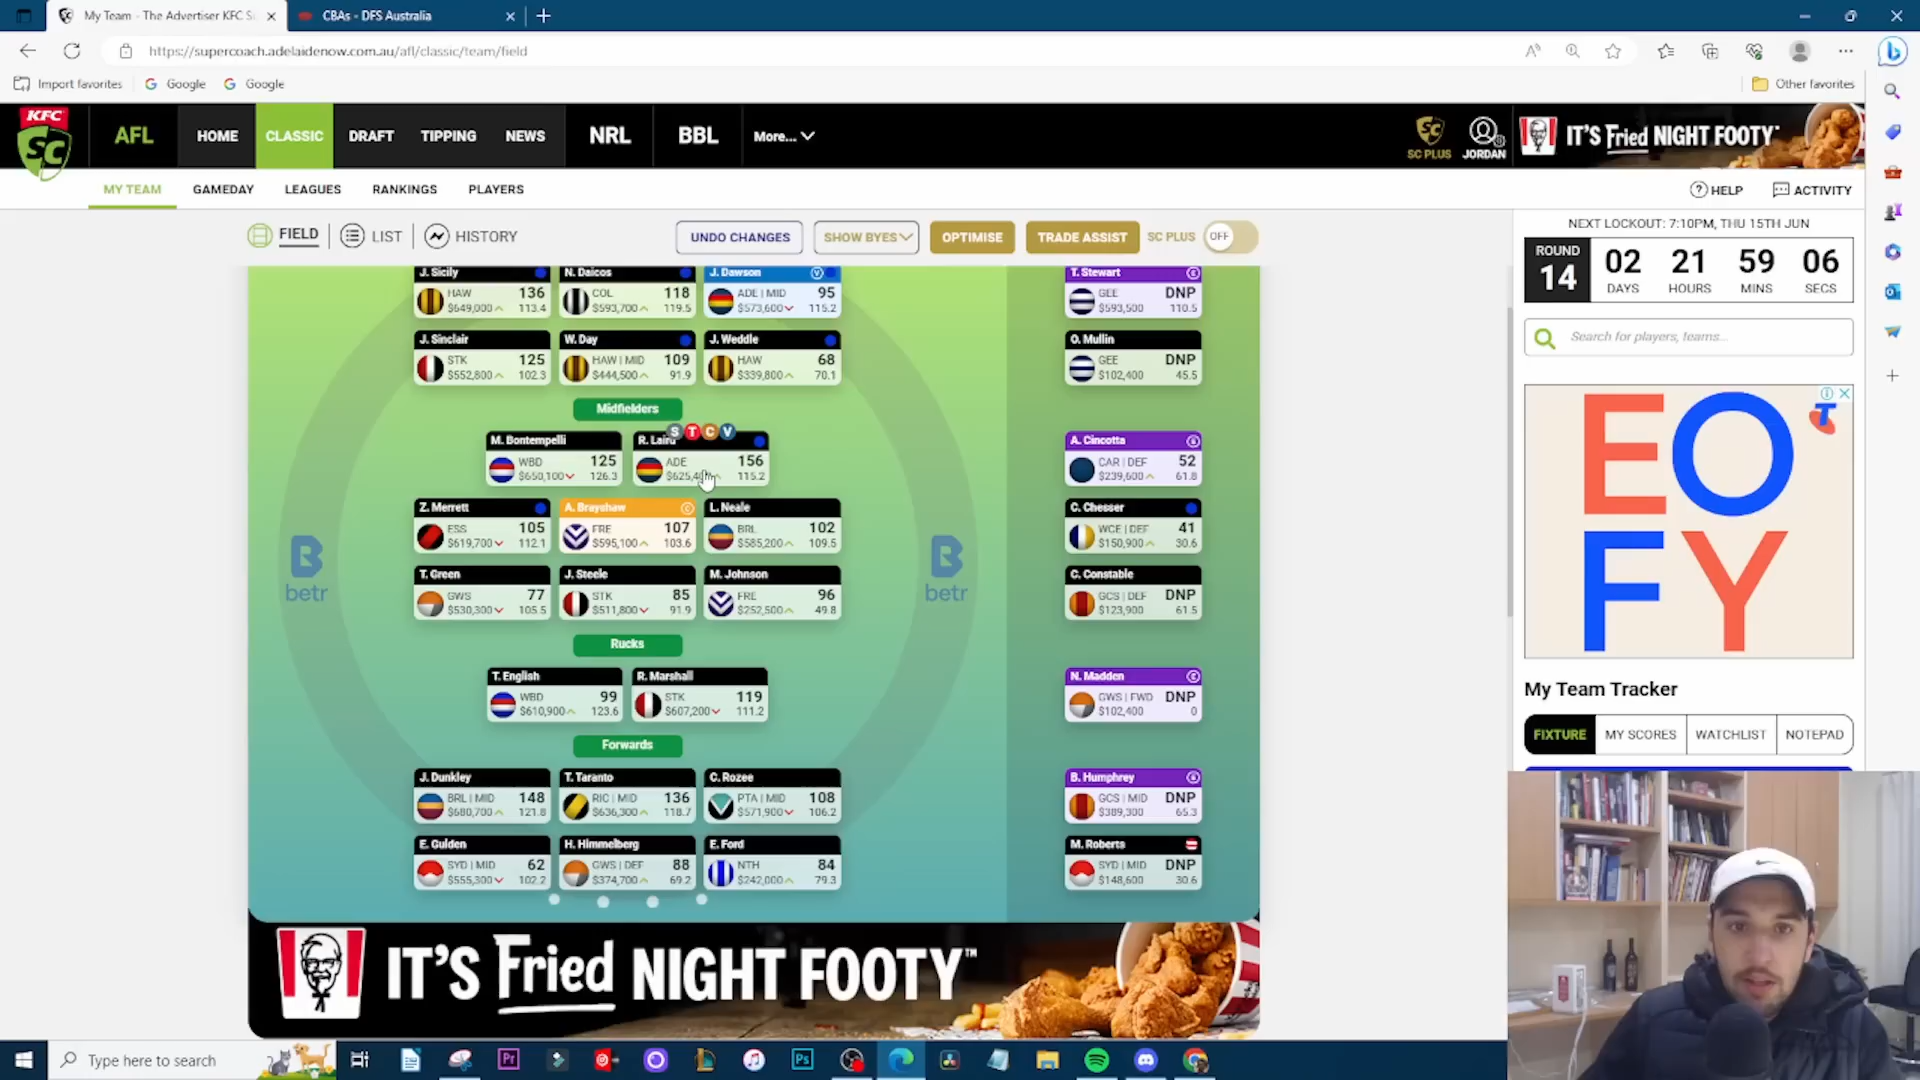 My Team - The Advertiser KFC S
CBAs - DFS Australia
https://supercoach.adelaidenow.com.au/afl/classic/team/field
Import favorites
Google
Google
Other favorites
KFC
SC
AFL
HOME
CLASSIC
DRAFT
TIPPING
NEWS
NRL
BBL
More...
SC PLUS
JORDAN
IT'S Fried NIGHT FOOTY™
MY TEAM
GAMEDAY
LEAGUES
RANKINGS
PLAYERS
HELP
ACTIVITY
FIELD
LIST
HISTORY
UNDO CHANGES
SHOW BYES
OPTIMISE
TRADE ASSIST
SC PLUS
OFF
NEXT LOCKOUT: 7:10PM, THU 15TH JUN
ROUND 14
02 DAYS
21 HOURS
59 MINS
06 SECS
Search for players, teams...
J. Sicily
HAW 136
$649,000 113.4
N. Daicos
COL 118
$593,700 119.5
J. Dawson V
ADE | MID 95
$573,600 115.2
T. Stewart E
GEE DNP
$593,500 110.5
J. Sinclair
STK 125
$552,800 102.3
W. Day
HAW | MID 109
$444,500 91.9
J. Weddle
HAW 68
$339,800 70.1
O. Mullin
GEE DNP
$102,400 45.5
Midfielders
S T C V
M. Bontempelli
WBD 125
$650,100 126.3
R. Laird
ADE 156
115.2
A. Cincotta
CAR | DEF 52
$239,600 61.8
Z. Merrett
ESS 105
$619,700 112.1
A. Brayshaw C
FRE 107
$595,100 103.6
L. Neale
BRL 102
$585,200 109.5
C. Chesser
WCE | DEF 41
$150,900 30.6
betr
betr
T. Green
GWS 77
$530,300 105.5
J. Steele
STK 85
$511,800 91.9
M. Johnson
FRE 96
$252,500 49.8
C. Constable
GCS | DEF DNP
$123,900 61.5
Rucks
T. English
WBD 99
$610,900 123.6
R. Marshall
STK 119
$607,200 111.2
N. Madden E
GWS | FWD DNP
$102,400 0
Forwards
J. Dunkley
BRL | MID 148
$680,700 121.8
T. Taranto
RIC | MID 136
$636,300 118.7
C. Rozee
PTA | MID 108
$571,900 106.2
B. Humphrey
GCS | MID DNP
$389,300 65.3
E. Gulden
SYD | MID 62
$555,300 102.2
H. Himmelberg
GWS | DEF 88
$374,700 69.2
E. Ford
NTH 84
$242,000 79.3
M. Roberts
SYD | MID DNP
$148,600 30.6
IT'S Fried NIGHT FOOTY™
EO
FY
My Team Tracker
FIXTURE
MY SCORES
WATCHLIST
NOTEPAD
Type here to search